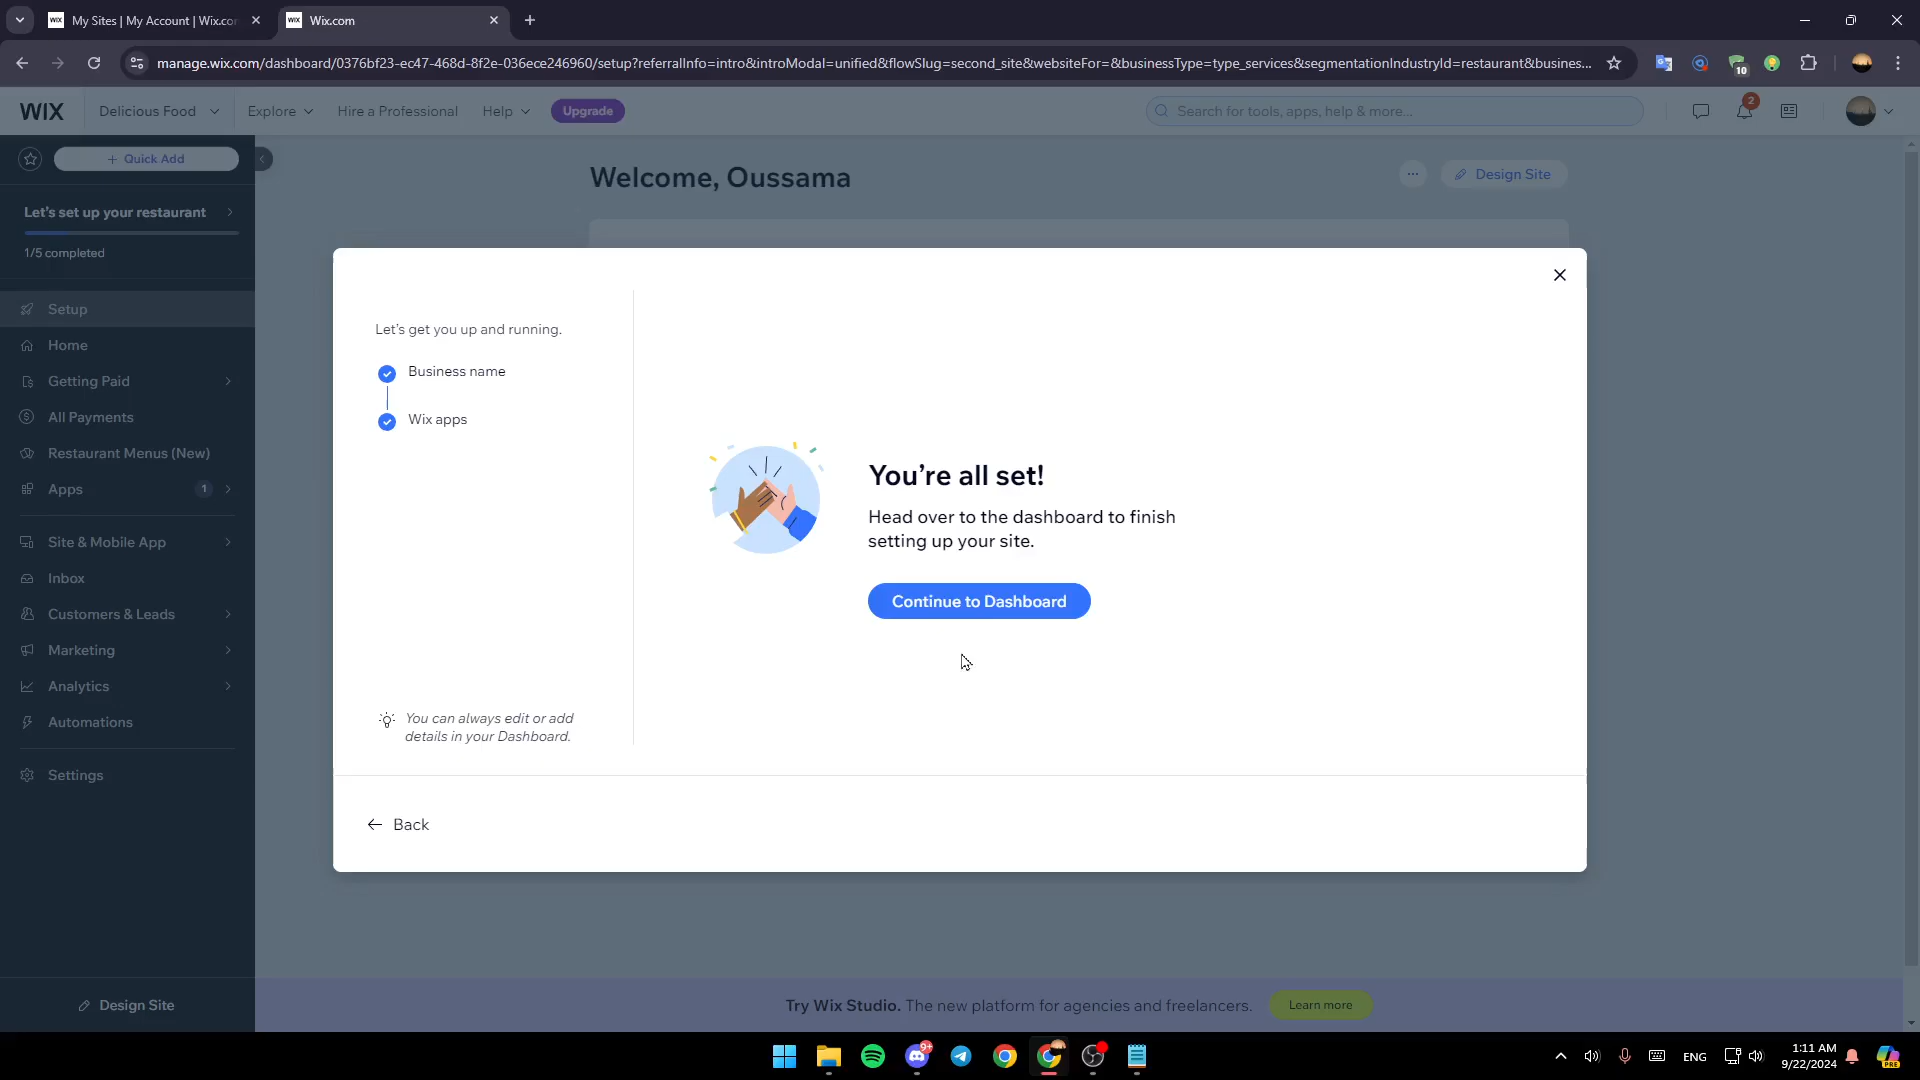 My Sites | My Account | Wix.com
Wix.com
manage.wix.com/dashboard/0376bf23-ec47-468d-8f2e-036ece246960/setup?referralInfo=intro&introModal=unified&flowSlug=second_site&websiteFor=&businessType=type_services&segmentationIndustryId=restaurant&busines...
10
WIX
Delicious Food
Explore
Hire a Professional
Help
Upgrade
Search for tools, apps, help & more...
2
+ Quick Add
Welcome, Oussama
Design Site
Let's set up your restaurant
1/5 completed
Setup
Home
Getting Paid
All Payments
Restaurant Menus (New)
Apps
1
Site & Mobile App
Inbox
Customers & Leads
Marketing
Analytics
Automations
Settings
Design Site
Let's get you up and running.
Business name
Wix apps
You're all set!
Head over to the dashboard to finish
setting up your site.
Continue to Dashboard
You can always edit or add
details in your Dashboard.
Back
Try Wix Studio. The new platform for agencies and freelancers.
Learn more
9+
ENG
1:11 AM
9/22/2024
PRE